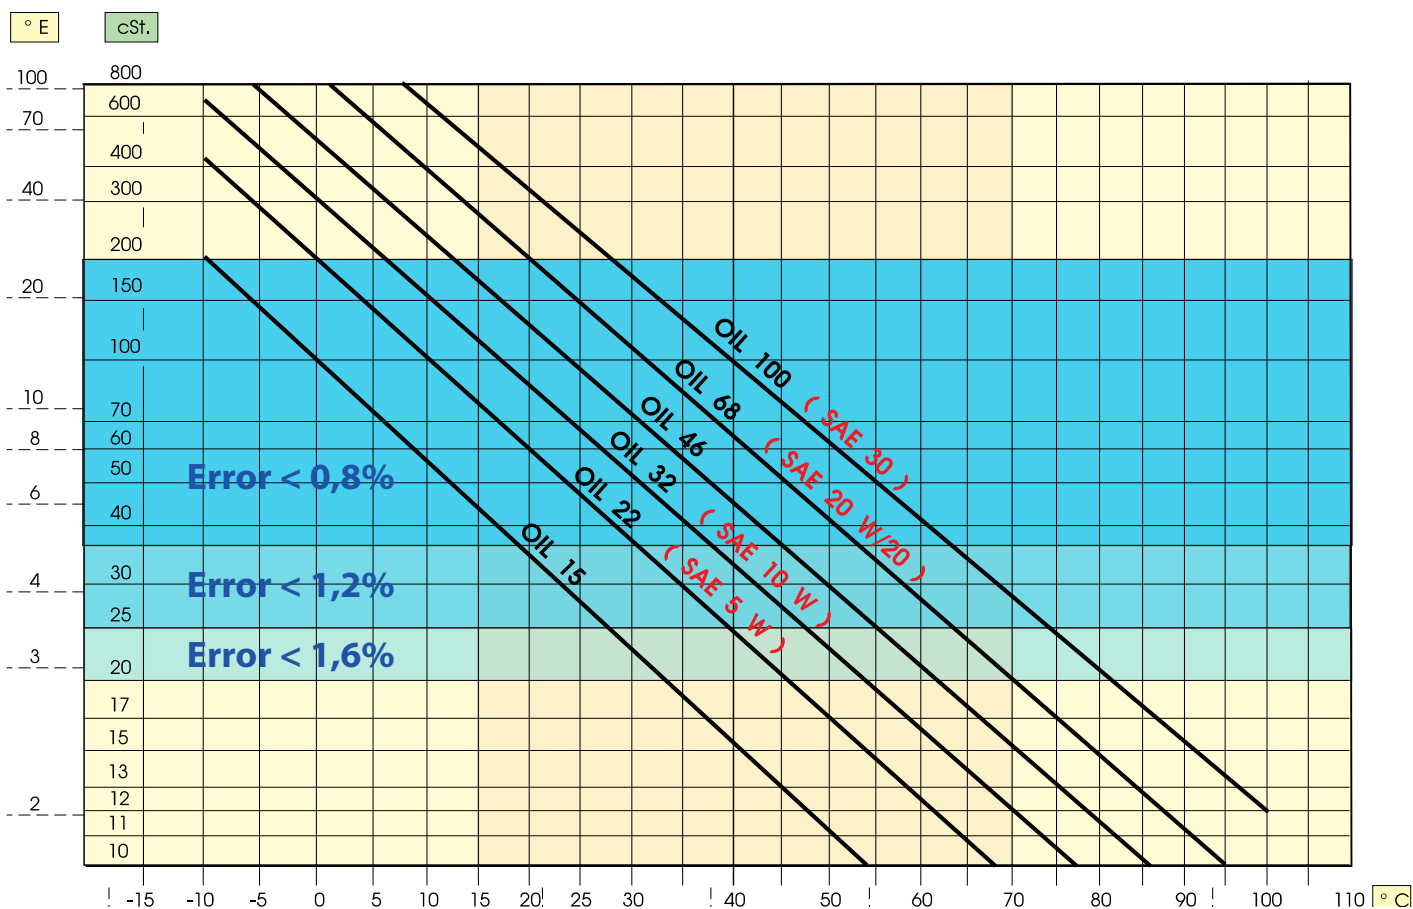 ° E
cSt.
100
70
40
20
10
8
6
4
3
2
800
600
400
300
200
150
100
70
60
50
40
30
25
20
17
15
13
12
11
10
Error < 0,8%
Error < 1,2%
Error < 1,6%
OIL 100
( SAE 30 )
OIL 68
( SAE 20 W/20 )
OIL 46
OIL 32
( SAE 10 W )
OIL 22
( SAE 5 W )
OIL 15
-15 -10 -5 0 5 10 15 20 25 30 40 50 60 70 80 90 100 110 ° C